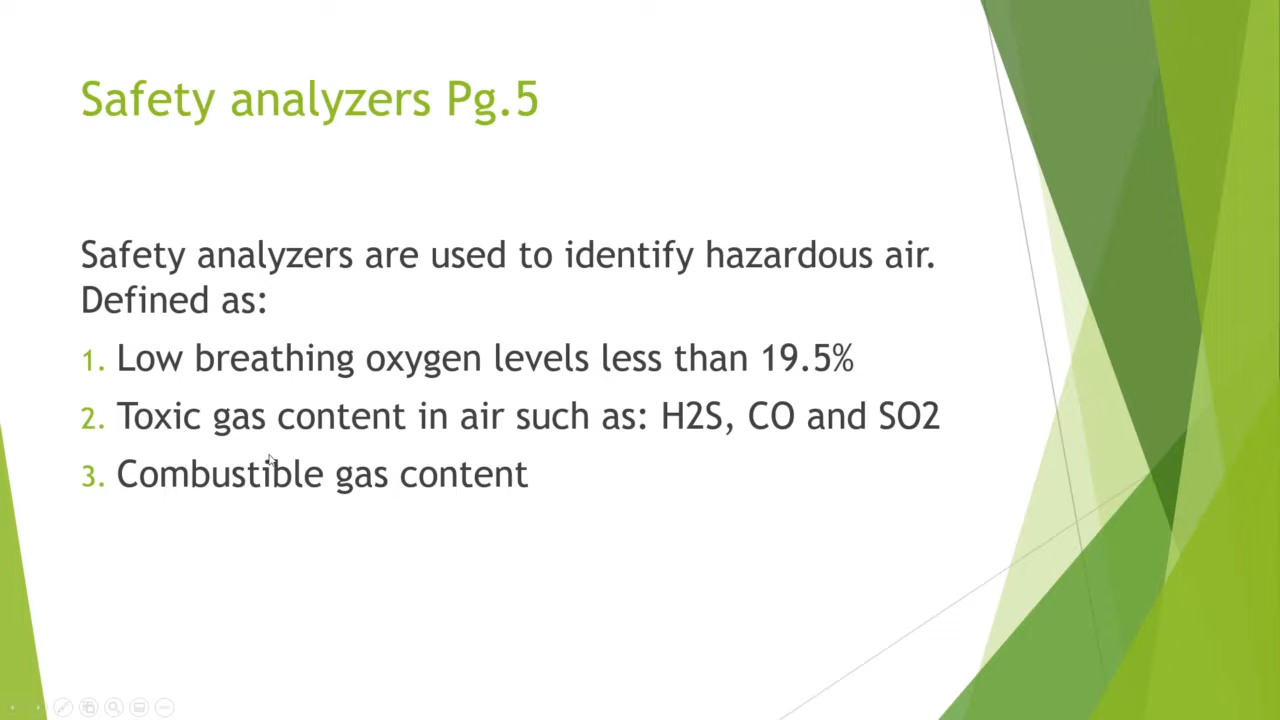 Safety analyzers Pg.5
Safety analyzers are used to identify hazardous air.
Defined as:
1. Low breathing oxygen levels less than 19.5%
2. Toxic gas content in air such as: H2S, CO and SO2
3. Combustible gas content